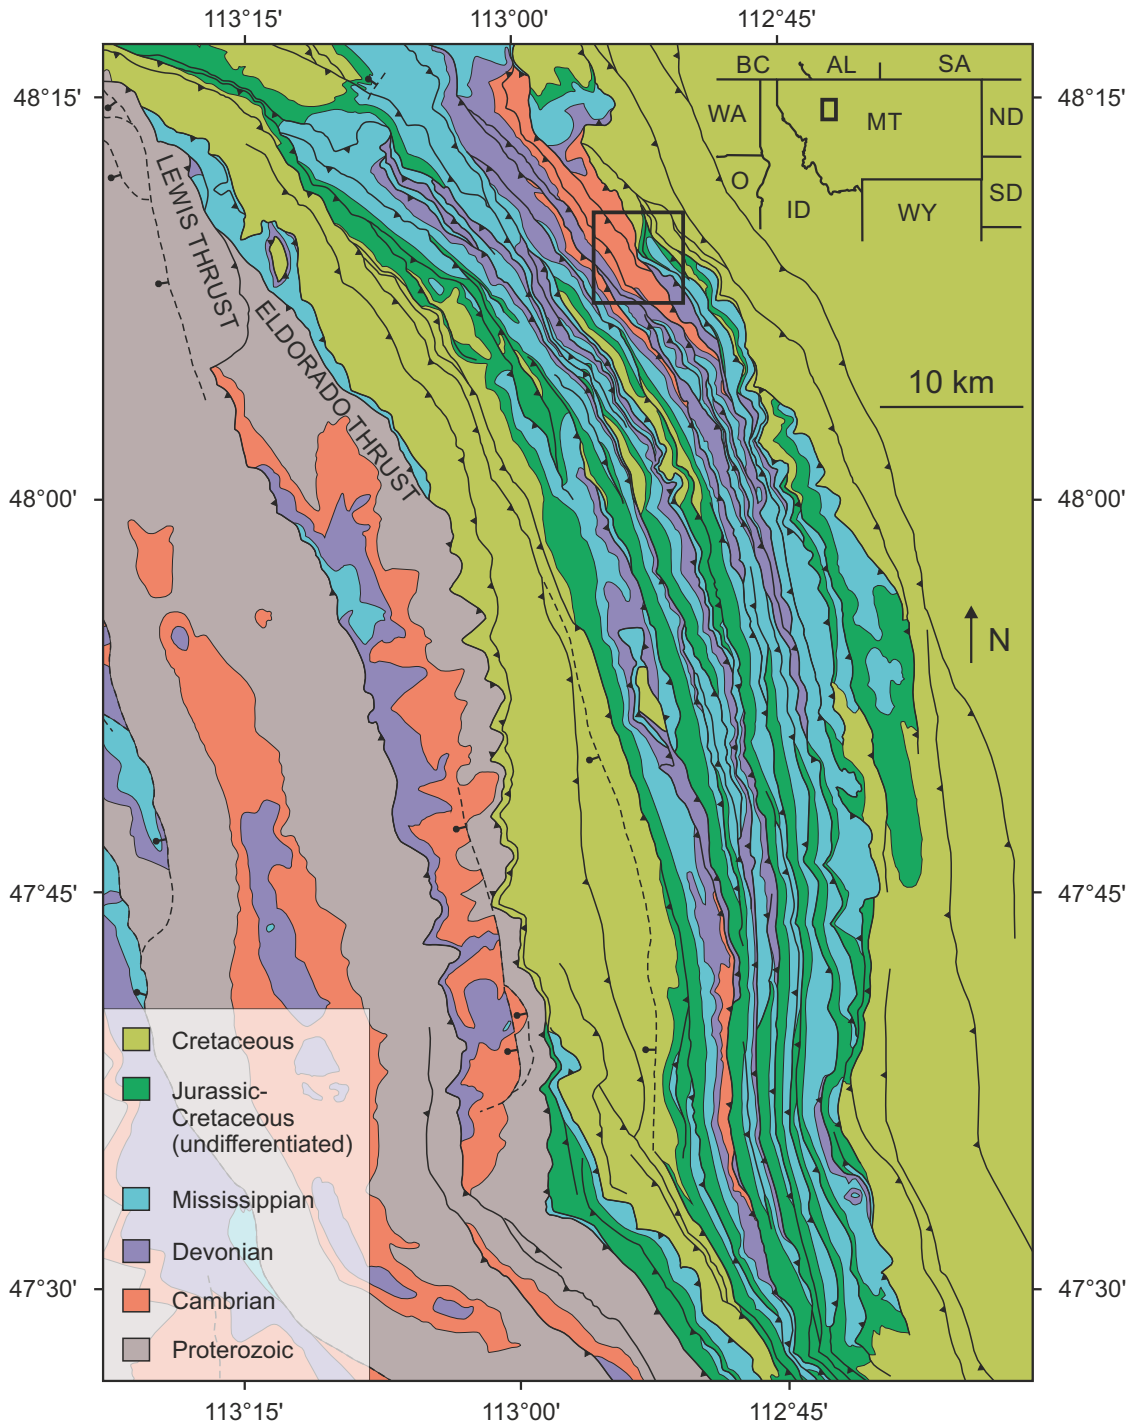 113°15'
113°00'
112°45'
48°15'
48°15'
BC
AL
SA
WA
MT
ND
O
ID
WY
SD
LEWIS THRUST
ELDORADO THRUST
10 km
48°00'
48°00'
N
47°45'
47°45'
Cretaceous
Jurassic-
Cretaceous
(undifferentiated)
Mississippian
Devonian
Cambrian
Proterozoic
47°30'
47°30'
113°15'
113°00'
112°45'